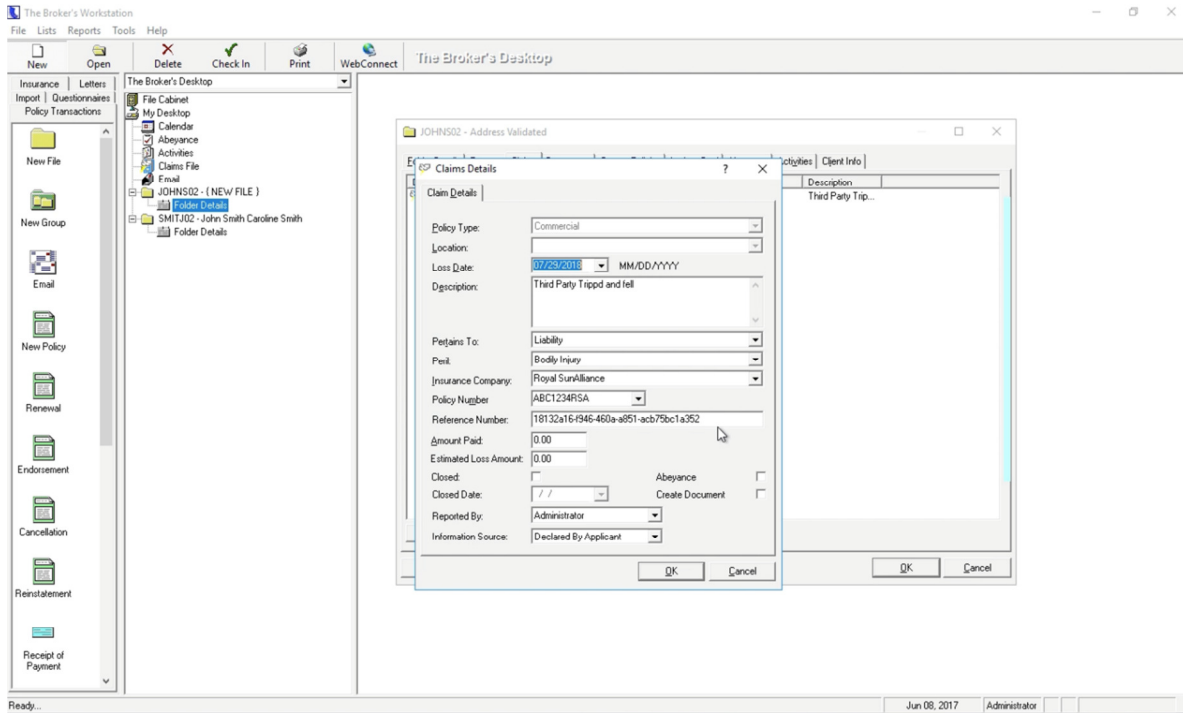 The Broker's Workstation
File Lists Reports Tools Help
New Open Delete Check In Print WebConnect The Broker's Desktop
Insurance Letters
Import Questionnaires
Policy Transactions
New File
New Group
Email
New Policy
Renewal
Endorsement
Cancellation
Reinstatement
Receipt of
Payment
The Broker's Desktop
File Cabinet
My Desktop
Calendar
Abeyance
Activities
Claims File
Email
JOHNS02 - ( NEW FILE )
Folder Details
SMITJ02 - John Smith Caroline Smith
Folder Details
JOHNS02 - Address Validated
Activities Client Info
Description
Third Party Trip...
OK Cancel
Claims Details ?
Claim Details
Policy Type: Commercial
Location:
Loss Date: 07/29/2018 MM/DD/YYYY
Description: Third Party Trippd and fell
Pertains To: Liability
Peril: Bodily Injury
Insurance Company: Royal SunAlliance
Policy Number ABC1234RSA
Reference Number: 18132a16-f946-460a-a851-acb75bc1a352
Amount Paid: 0.00
Estimated Loss Amount: 0.00
Closed: Abeyance
Closed Date: / / Create Document
Reported By: Administrator
Information Source: Declared By Applicant
OK Cancel
Ready... Jun 08, 2017 Administrator